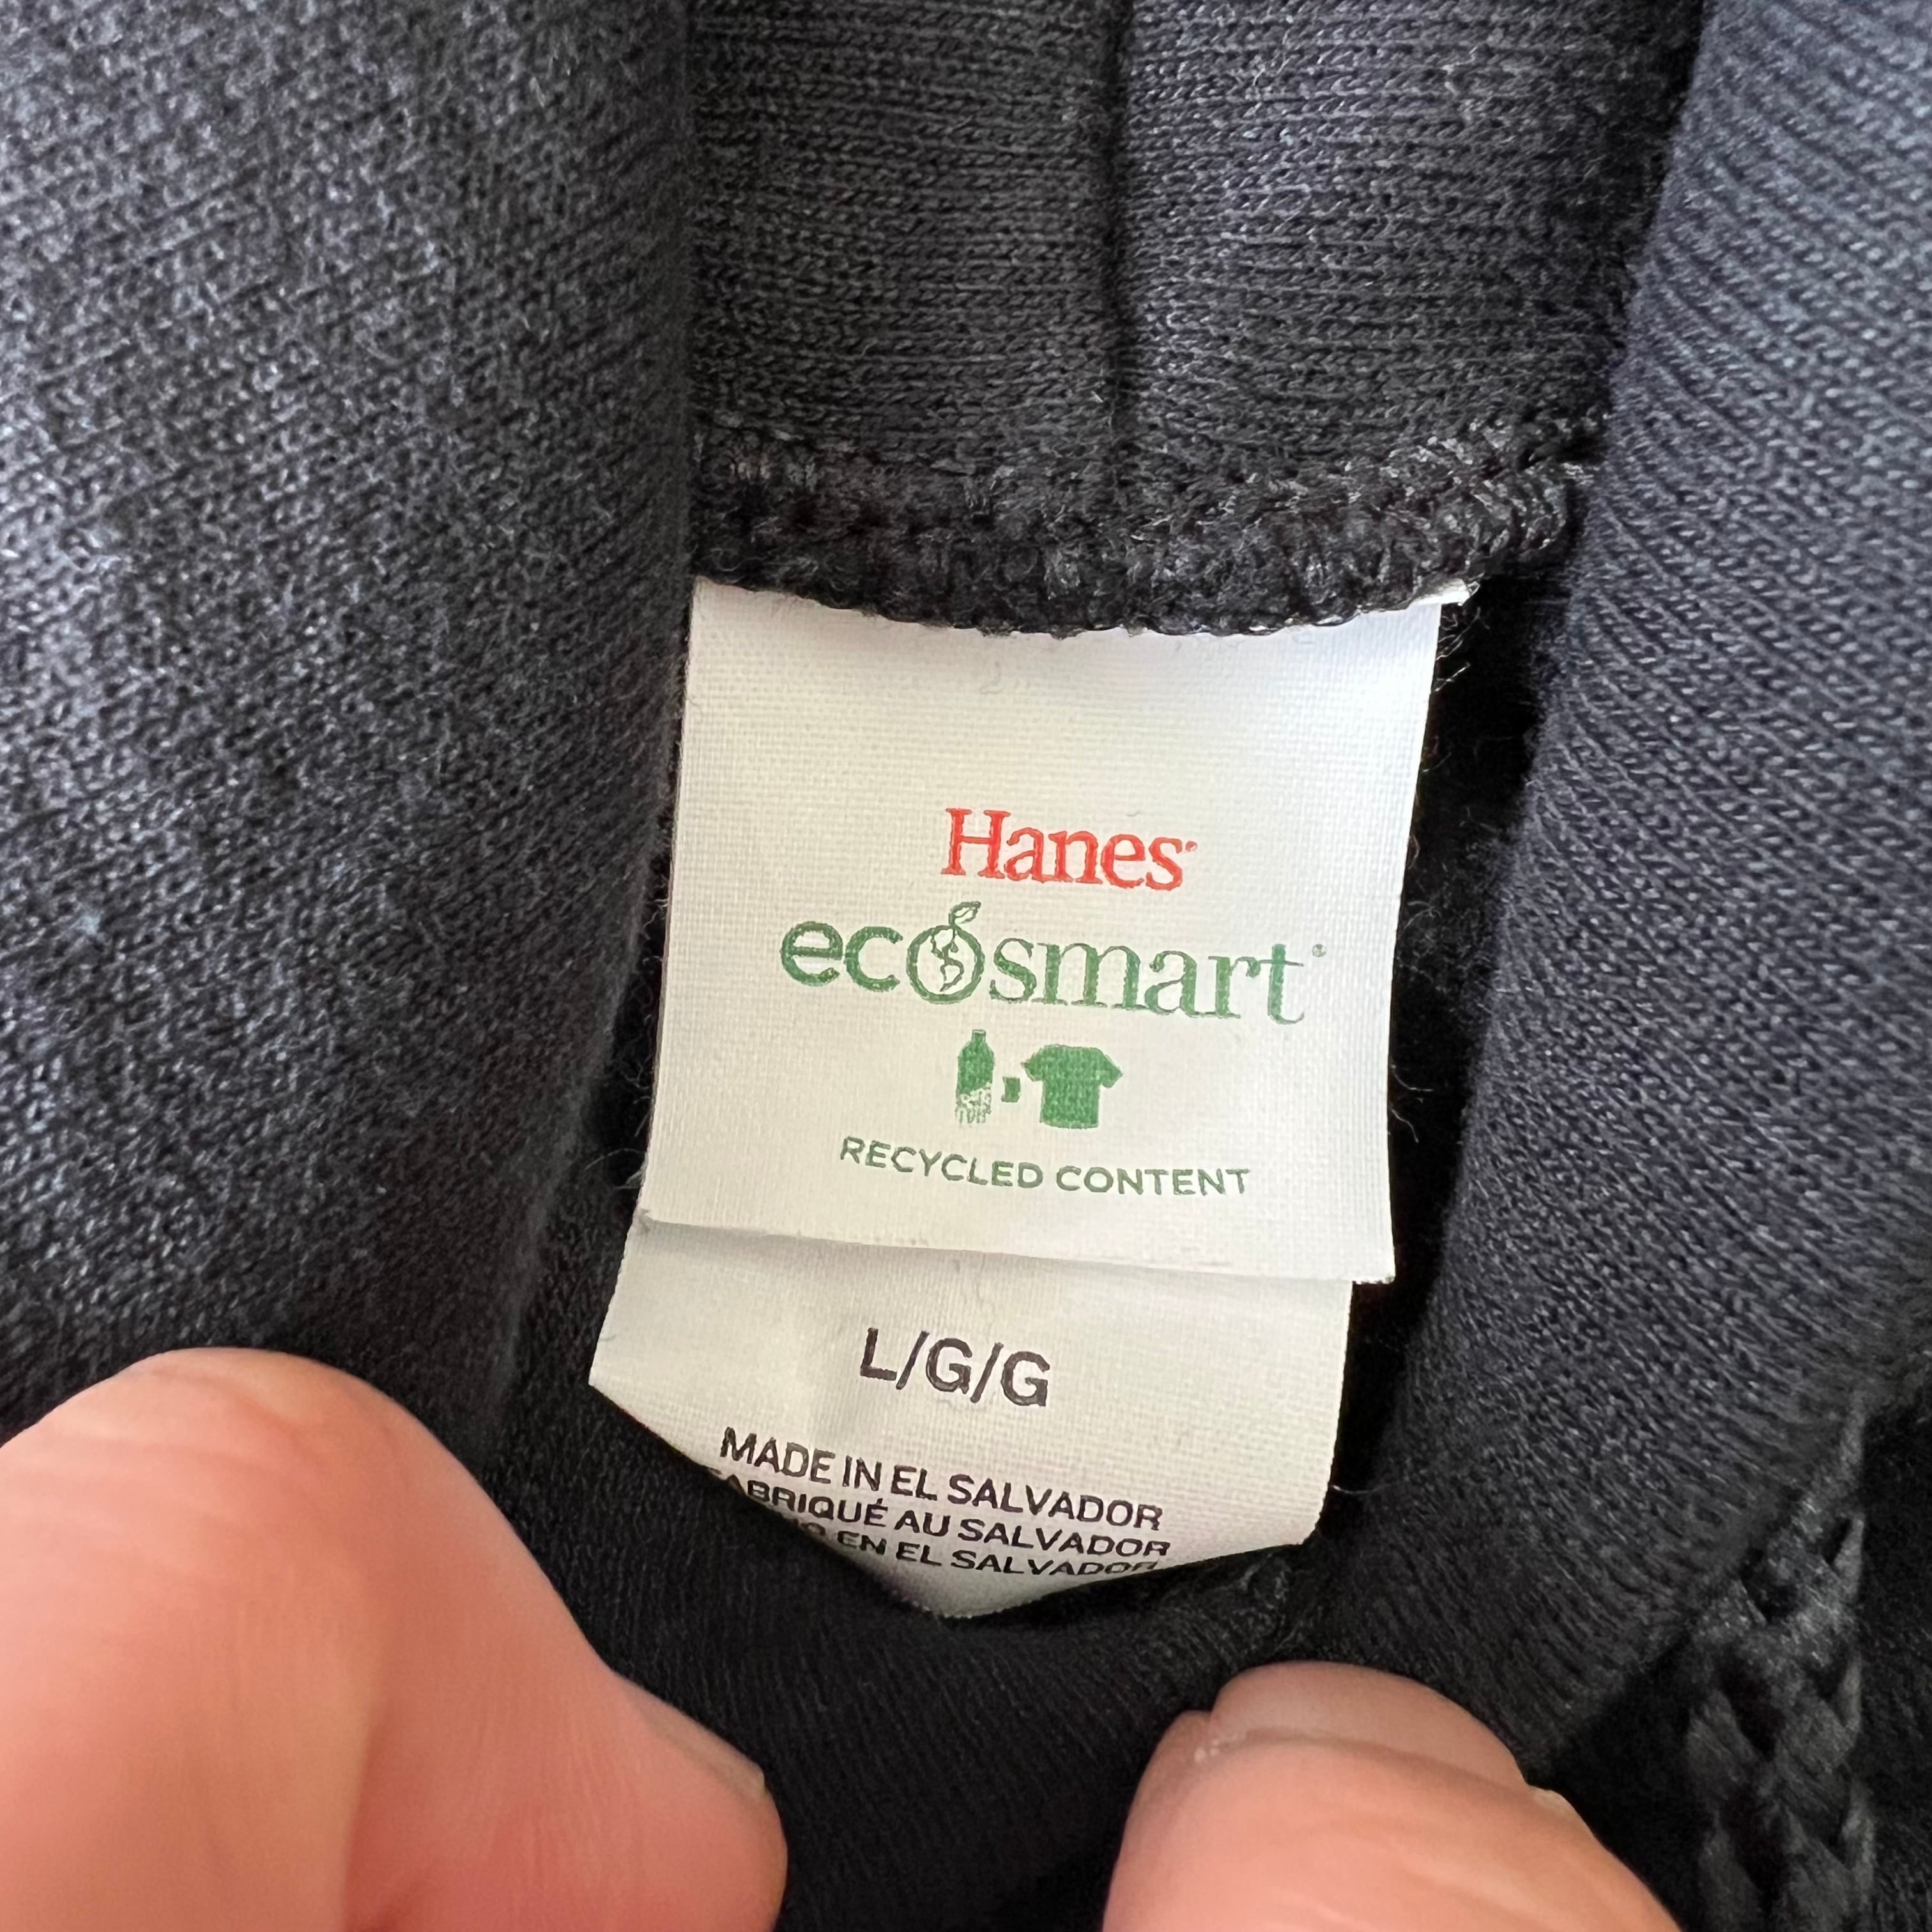 Hanes
ecosmart
RECYCLED CONTENT
L/G/G
MADE IN EL SALVADOR
FABRIQUÉ AU SALVADOR
EN EL SALVADOR